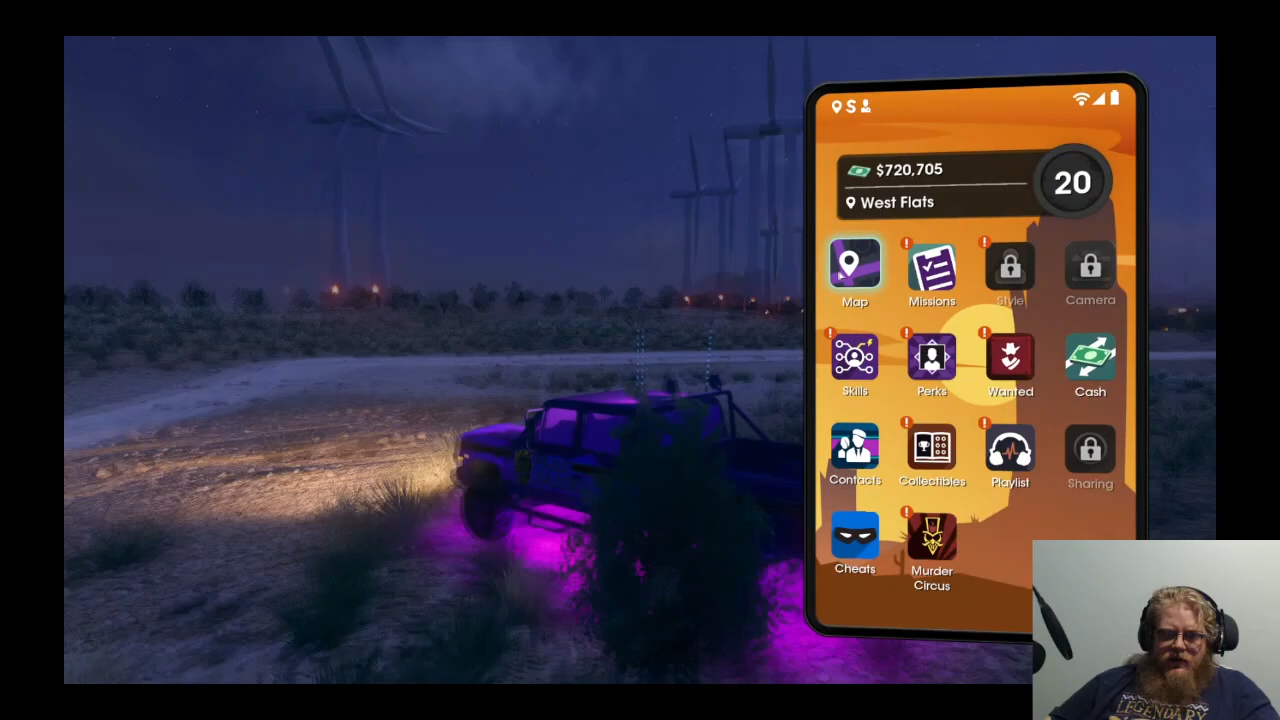 S
$720,705
20
West Flats
Map
Missions
Style
Camera
Skills
Perks
Wanted
Cash
Contacts
Collectibles
Playlist
Sharing
Cheats
Murder
Circus
LEGENDARY